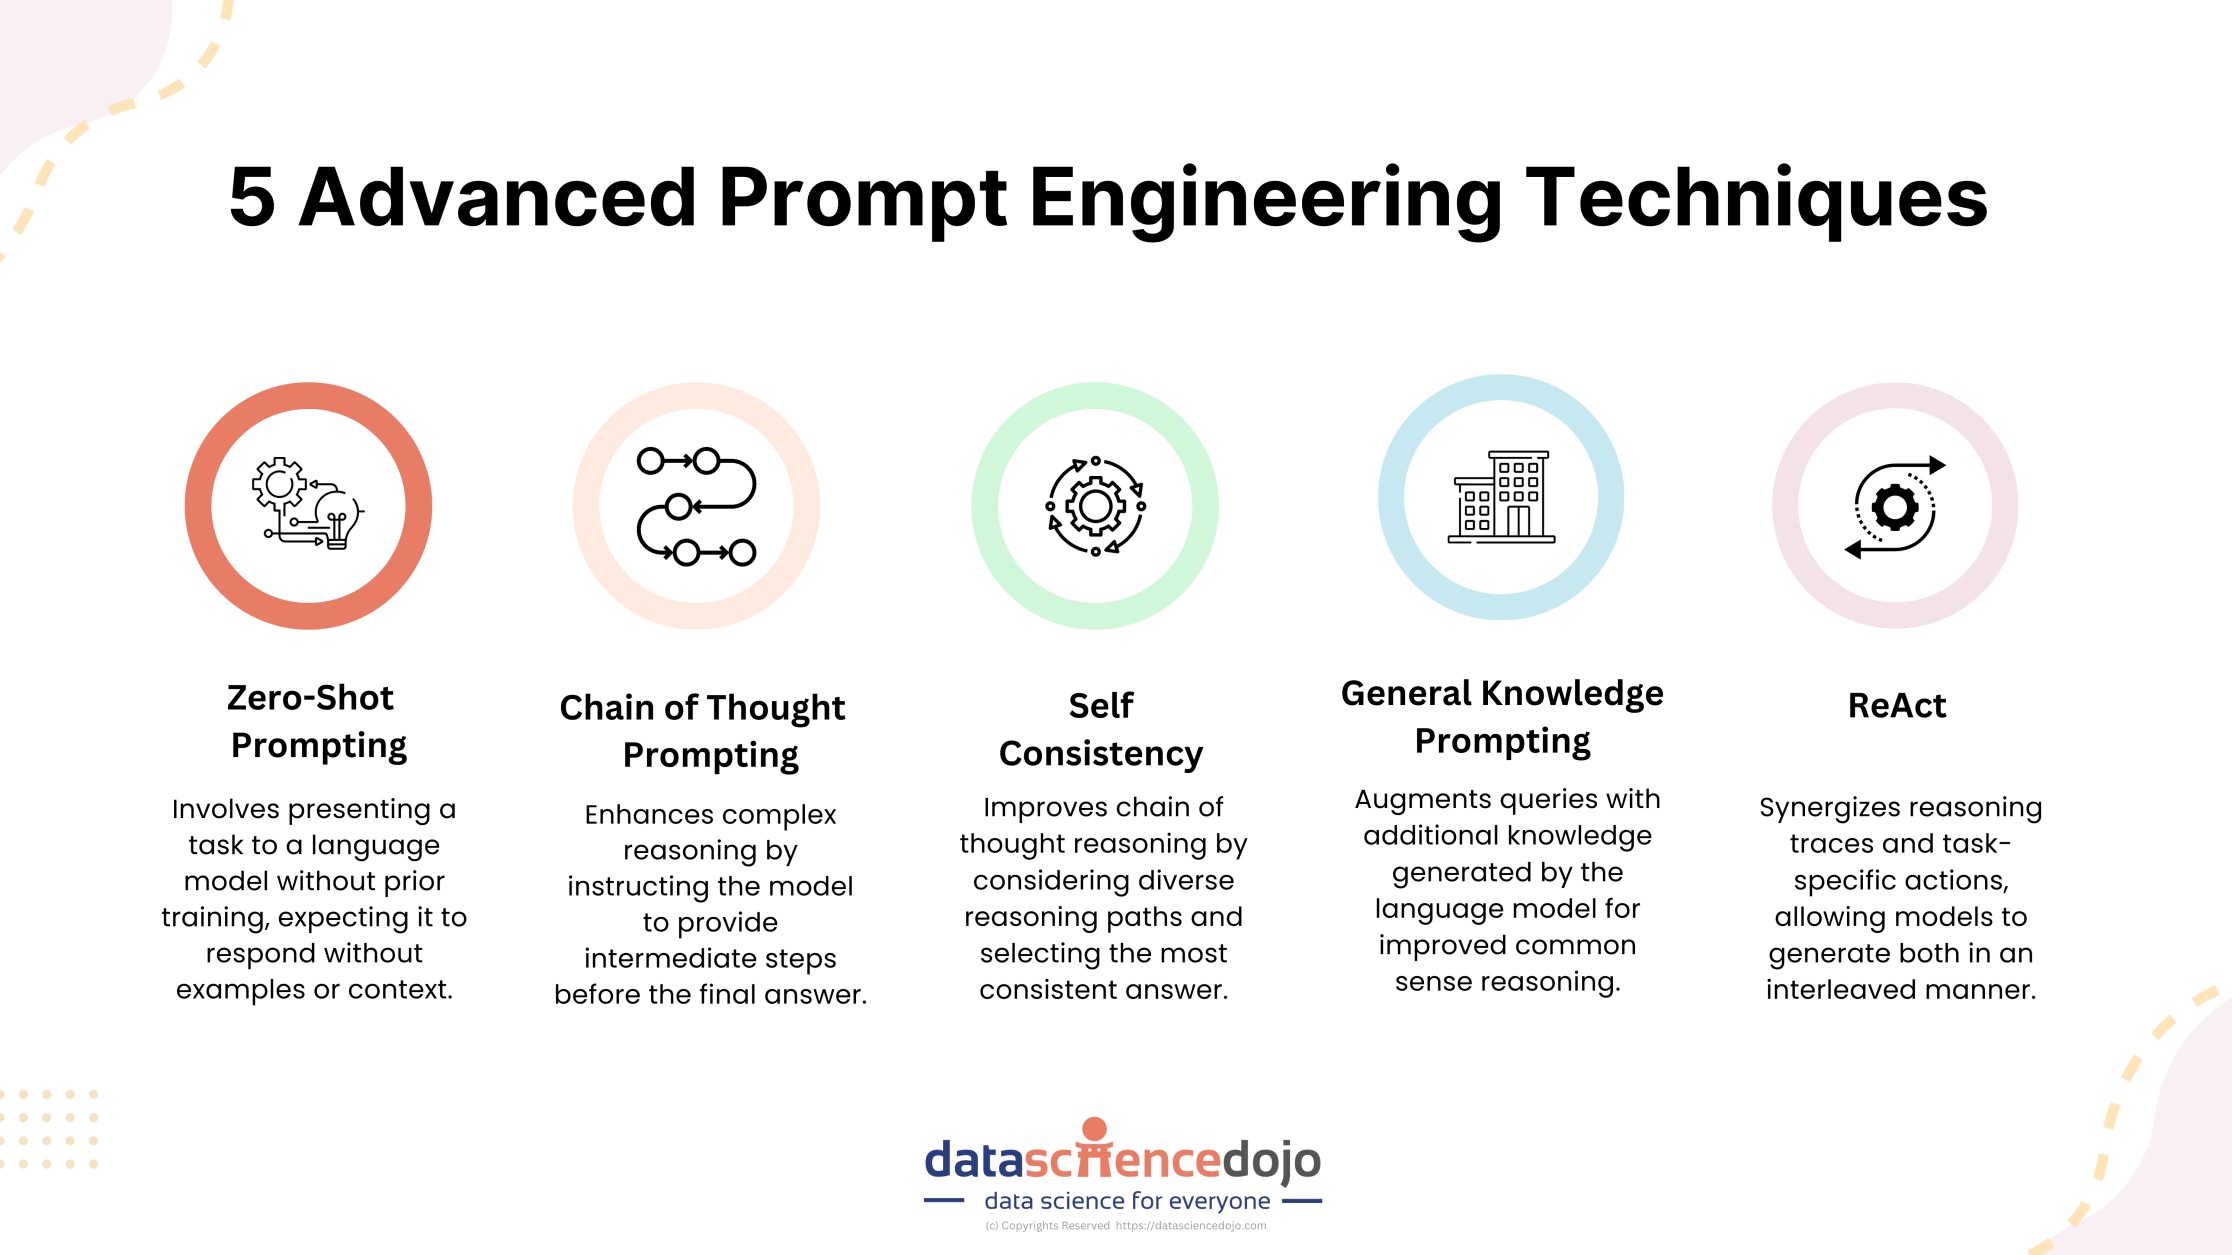 5 Advanced Prompt Engineering Techniques
Zero-Shot
Prompting
Involves presenting a
task to a language
model without prior
training, expecting it to
respond without
examples or context.
Chain of Thought
Prompting
Enhances complex
reasoning by
instructing the model
to provide
intermediate steps
before the final answer.
Self
Consistency
Improves chain of
thought reasoning by
considering diverse
reasoning paths and
selecting the most
consistent answer.
General Knowledge
Prompting
Augments queries with
additional knowledge
generated by the
language model for
improved common
sense reasoning.
ReAct
Synergizes reasoning
traces and task-
specific actions,
allowing models to
generate both in an
interleaved manner.
datasciencedojo
data science for everyone
(c) Copyrights Reserved https://datasciencedojo.com